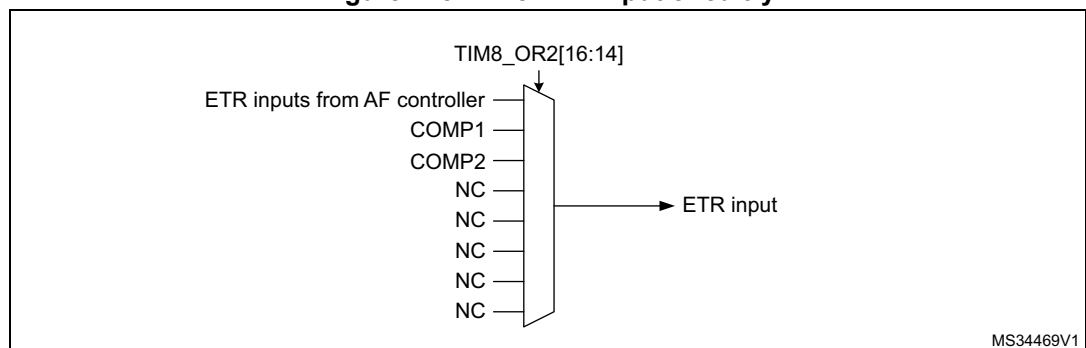 TIM8_OR2[16:14]
ETR inputs from AF controller
COMP1
COMP2
NC
NC
NC
NC
NC
ETR input
MS34469V1